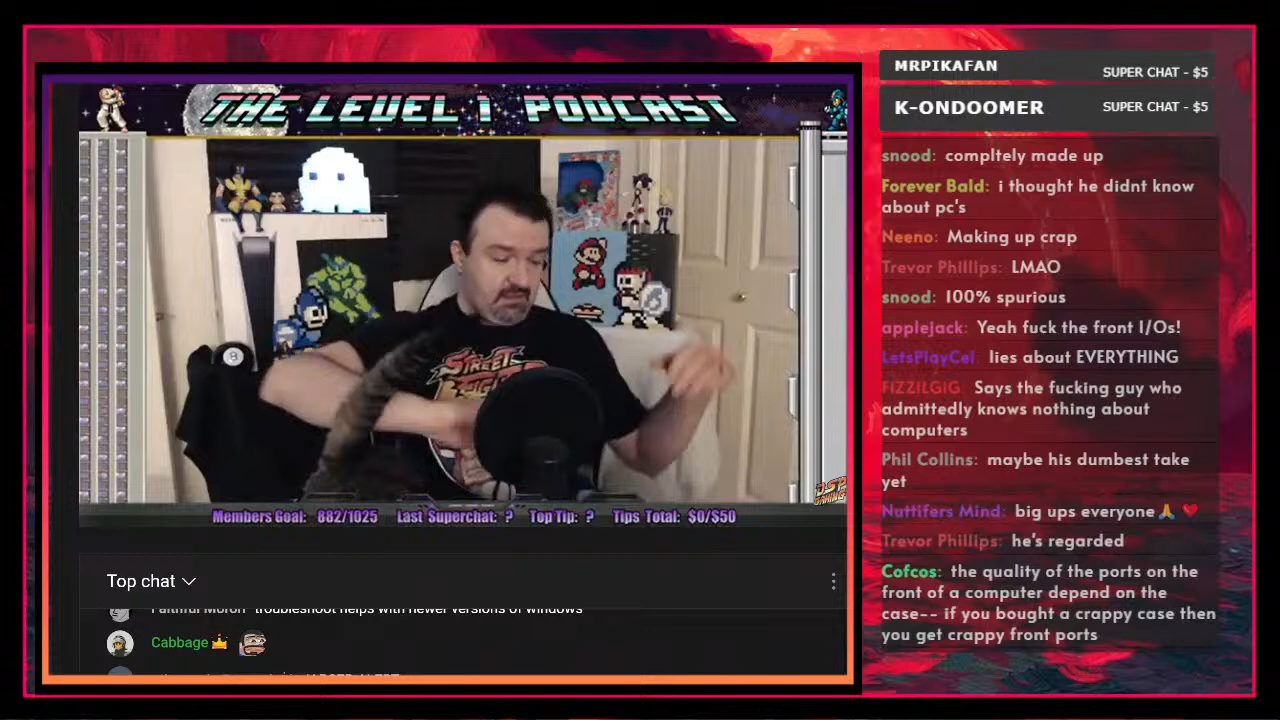 THE LEVEL 1 PODCAST
STREET
DSP
GAMING
Members Goal: 882/1025 Last Superchat: ? Top Tip: ? Tips Total: $0/$50
Top chat
Faithful Moron troubleshoot helps with newer versions of windows
Cabbage
MRPIKAFAN SUPER CHAT - $5
K-ONDOOMER SUPER CHAT - $5
snood: compltely made up
Forever Bald: i thought he didnt know
about pc's
Neeno: Making up crap
Trevor Phillips: LMAO
snood: 100% spurious
applejack: Yeah fuck the front I/Os!
LetsPlayCel: lies about EVERYTHING
FIZZILGIG: Says the fucking guy who
admittedly knows nothing about
computers
Phil Collins: maybe his dumbest take
yet
Nuttifers Mind: big ups everyone🙏 ❤️
Trevor Phillips: he's regarded
Cofcos: the quality of the ports on the
front of a computer depend on the
case-- if you bought a crappy case then
you get crappy front ports